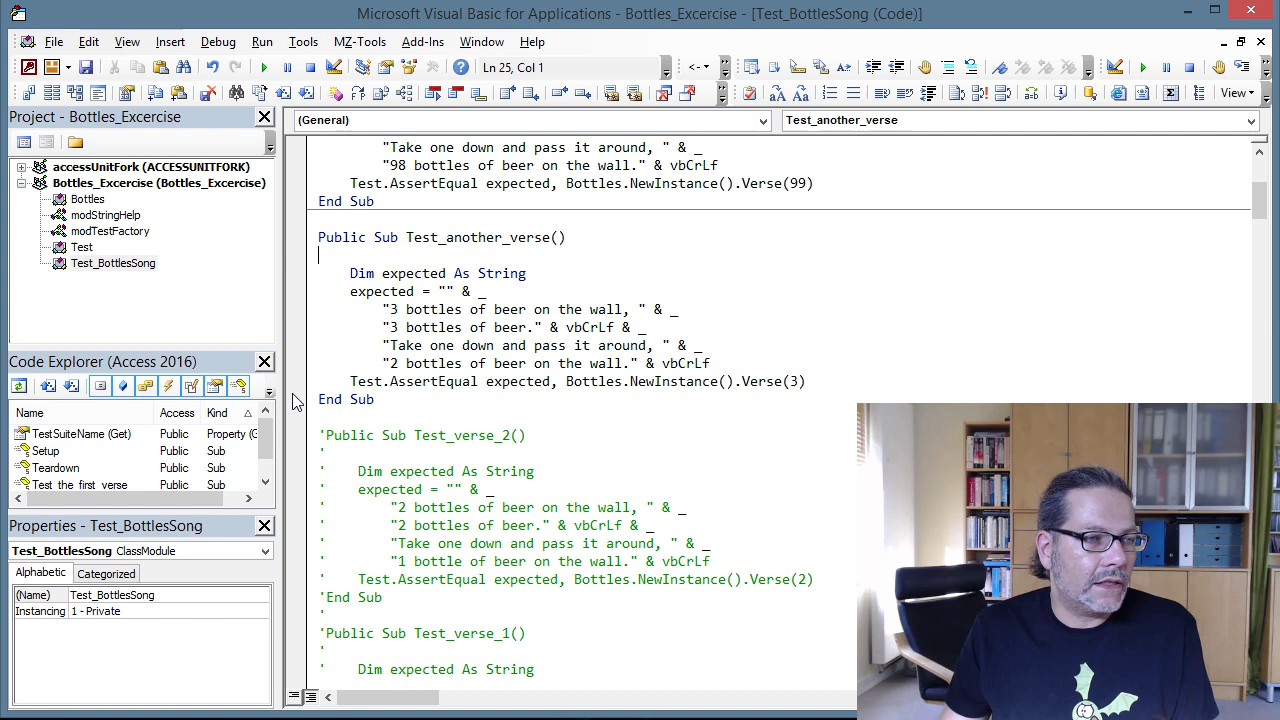 Microsoft Visual Basic for Applications - Bottles_Excercise - [Test_BottlesSong (Code)]
File Edit View Insert Format Debug Run Tools MZ-Tools Add-Ins Window Help
Ln 25, Col 1
View
Project - Bottles_Excercise
accessUnitFork (ACCESSUNITFORK)
Bottles_Excercise (Bottles_Excercise)
Bottles
modStringHelp
modTestFactory
Test
Test_BottlesSong
Code Explorer (Access 2016)
Name Access Kind
TestSuiteName (Get) Public Property (G
Setup Public Sub
Teardown Public Sub
Test_the_first_verse Public Sub
Properties - Test_BottlesSong
Test_BottlesSong ClassModule
Alphabetic Categorized
(Name) Test_BottlesSong
Instancing 1 - Private
(General) Test_another_verse
"Take one down and pass it around, " & _
"98 bottles of beer on the wall." & vbCrLf
Test.AssertEqual expected, Bottles.NewInstance().Verse(99)
End Sub
Public Sub Test_another_verse()
Dim expected As String
expected = "" & _
"3 bottles of beer on the wall, " & _
"3 bottles of beer." & vbCrLf & _
"Take one down and pass it around, " & _
"2 bottles of beer on the wall." & vbCrLf
Test.AssertEqual expected, Bottles.NewInstance().Verse(3)
End Sub
'Public Sub Test_verse_2()
'
' Dim expected As String
' expected = "" & _
' "2 bottles of beer on the wall, " & _
' "2 bottles of beer." & vbCrLf & _
' "Take one down and pass it around, " & _
' "1 bottle of beer on the wall." & vbCrLf
' Test.AssertEqual expected, Bottles.NewInstance().Verse(2)
'End Sub
'
'Public Sub Test_verse_1()
'
' Dim expected As String